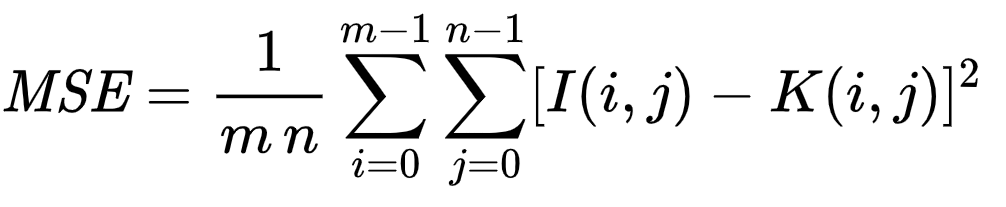 MSE = \frac{1}{m\,n} \sum_{i=0}^{m-1} \sum_{j=0}^{n-1} [I(i,j) - K(i,j)]^2